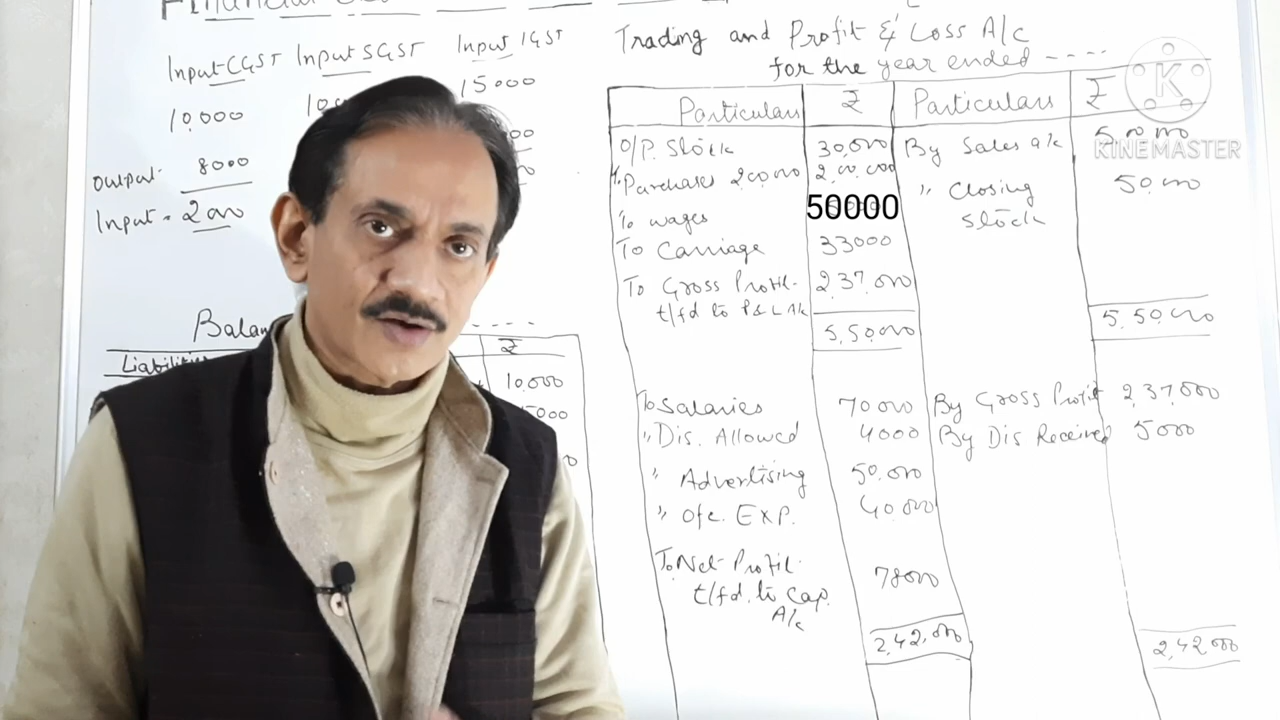 Financial
Input CGST Input SGST Input IGST
10,000 15000
Output- 8000
Input = 2000
Trading and Profit & Loss A/c
for the year ended ----
Particulars ₹ Particulars ₹
O/P. Stock 30,000 By Sales a/c 5,00,000
To Purchases 200000 2,00,000 " Closing 50,000
To wages 50000 Stock
To Carriage 33000
To Gross Profit- 2,37,000
t/fd to P&L A/c
5,50,000 5,50,000
To Salaries 70000 By Gross Profit 2,37,000
" Dis. Allowed 4000 By Dis Received 5000
" Advertising 50,000
" Ofc. EXP. 40,000
To Net Profit- 78000
t/fd. to Cap.
A/c
2,42,000 2,42,000
----
Liabilities ₹
10,000
K
KINEMASTER